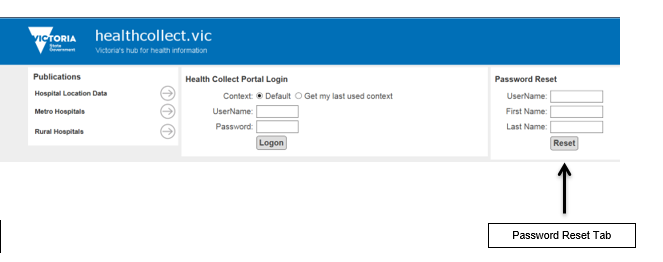 VICTORIA
State
Government
healthcollect.vic
Victoria's hub for health information
Publications
Hospital Location Data
Metro Hospitals
Rural Hospitals
Health Collect Portal Login
Context: Default Get my last used context
UserName:
Password:
Logon
Password Reset
UserName:
First Name:
Last Name:
Reset
Password Reset Tab